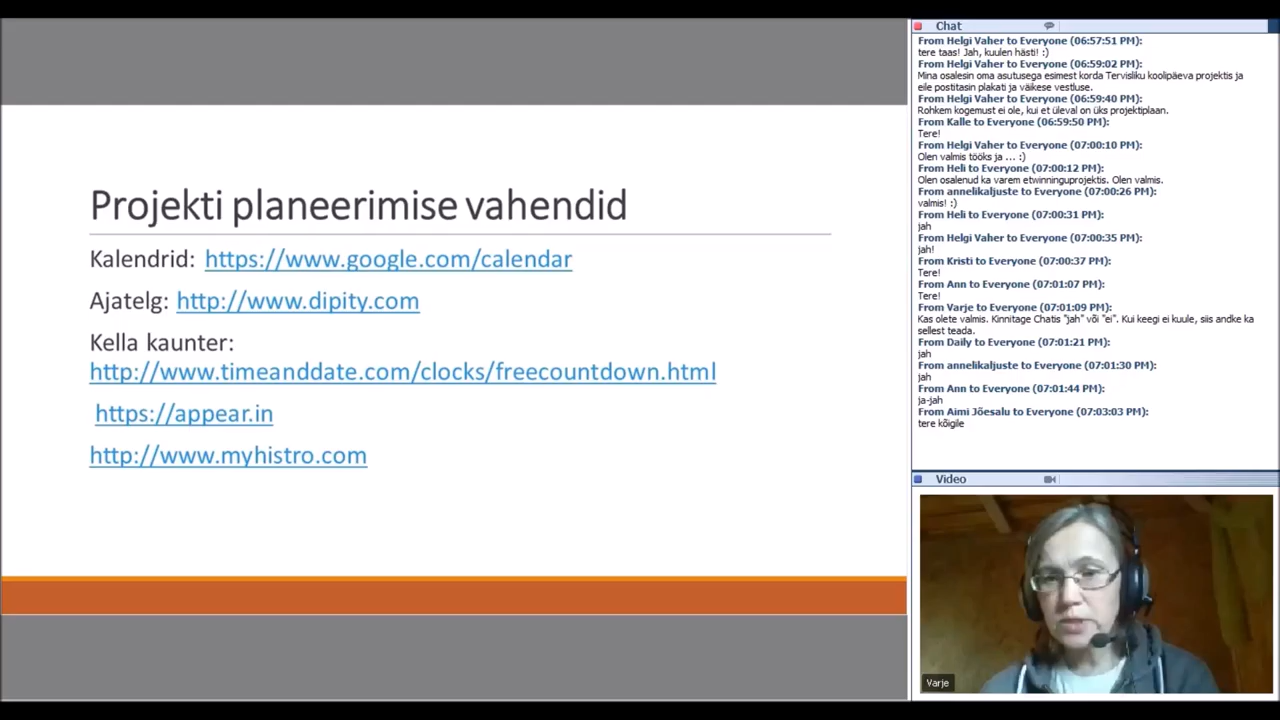 Projekti planeerimise vahendid
Kalendrid: https://www.google.com/calendar
Ajatelg: http://www.dipity.com
Kella kaunter:
http://www.timeanddate.com/clocks/freecountdown.html
https://appear.in
http://www.myhistro.com
Chat
From Helgi Vaher to Everyone (06:57:51 PM):
tere taas! Jah, kuulen hästi! :)
From Helgi Vaher to Everyone (06:59:02 PM):
Mina osalesin oma asutusega esimest korda Tervisliku koolipäeva projektis ja
eile postitasin plakati ja väikese vestluse.
From Helgi Vaher to Everyone (06:59:40 PM):
Rohkem kogemust ei ole, kui et üleval on üks projektiplaan.
From Kalle to Everyone (06:59:50 PM):
Tere!
From Helgi Vaher to Everyone (07:00:10 PM):
Olen valmis tööks ja ... :)
From Heli to Everyone (07:00:12 PM):
Olen osalenud ka varem etwinninguprojektis. Olen valmis.
From annelikaljuste to Everyone (07:00:26 PM):
valmis! :)
From Heli to Everyone (07:00:31 PM):
jah
From Helgi Vaher to Everyone (07:00:35 PM):
jah!
From Kristi to Everyone (07:00:37 PM):
Tere!
From Ann to Everyone (07:01:07 PM):
Tere!
From Varje to Everyone (07:01:09 PM):
Kas olete valmis. Kinnitage Chatis "jah" või "ei". Kui keegi ei kuule, siis andke ka
sellest teada.
From Daily to Everyone (07:01:21 PM):
jah
From annelikaljuste to Everyone (07:01:30 PM):
jah
From Ann to Everyone (07:01:44 PM):
ja-jah
From Aimi Jõesalu to Everyone (07:03:03 PM):
tere kõigile
Video
Varje